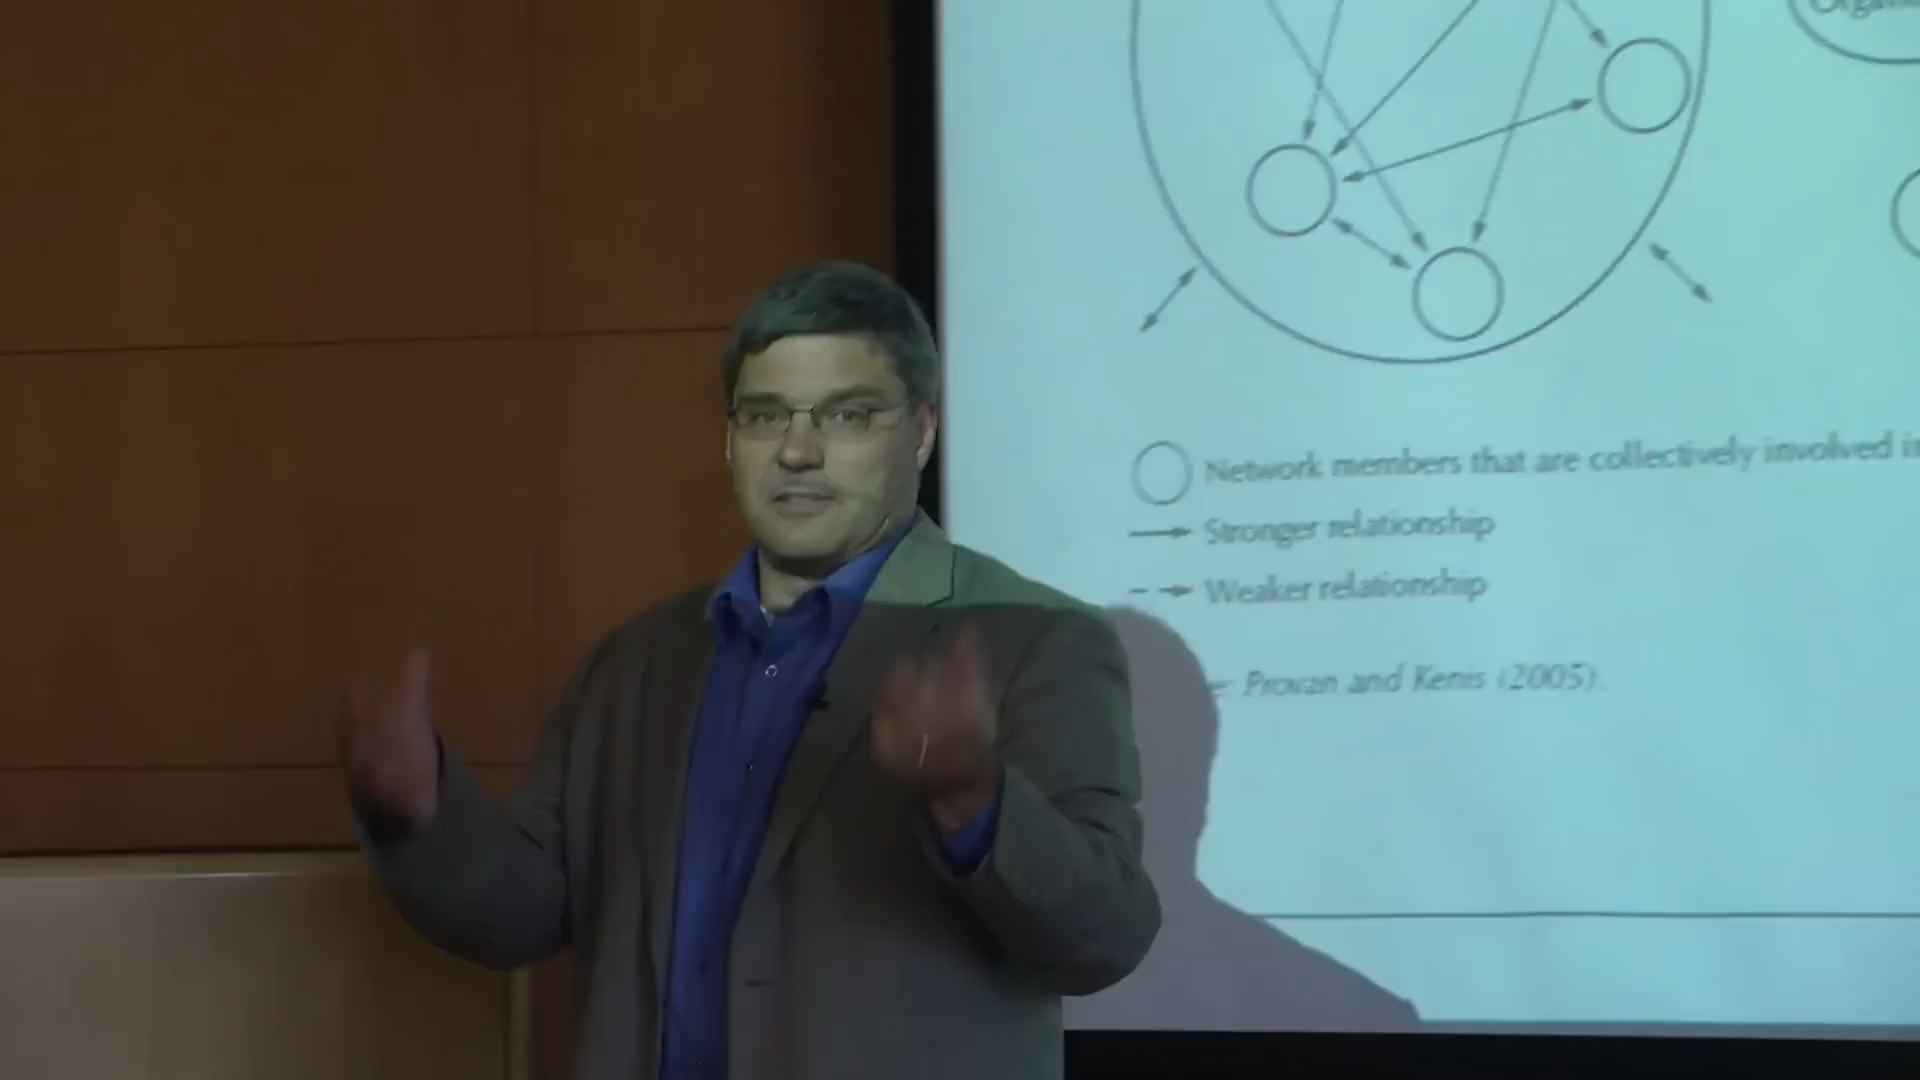 Network members that are collectively involved
Stronger relationship
Weaker relationship
Provan and Kenis (2005).